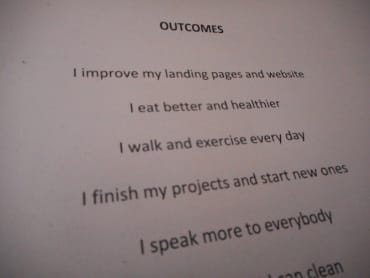 OUTCOMES
I improve my landing pages and website
I eat better and healthier
I walk and exercise every day
I finish my projects and start new ones
I speak more to everybody
can clean